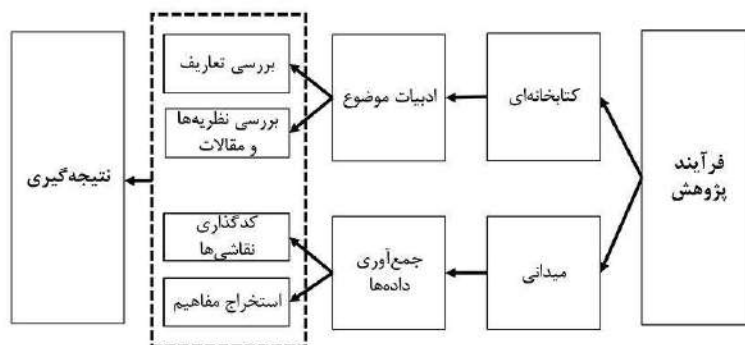 فرآیند
پژوهش
کتابخانه‌ای
ادبیات موضوع
بررسی تعاریف
بررسی نظریه‌ها
و مقالات
میدانی
جمع‌آوری
داده‌ها
کدگذاری
نقاشی‌ها
استخراج مفاهیم
نتیجه‌گیری